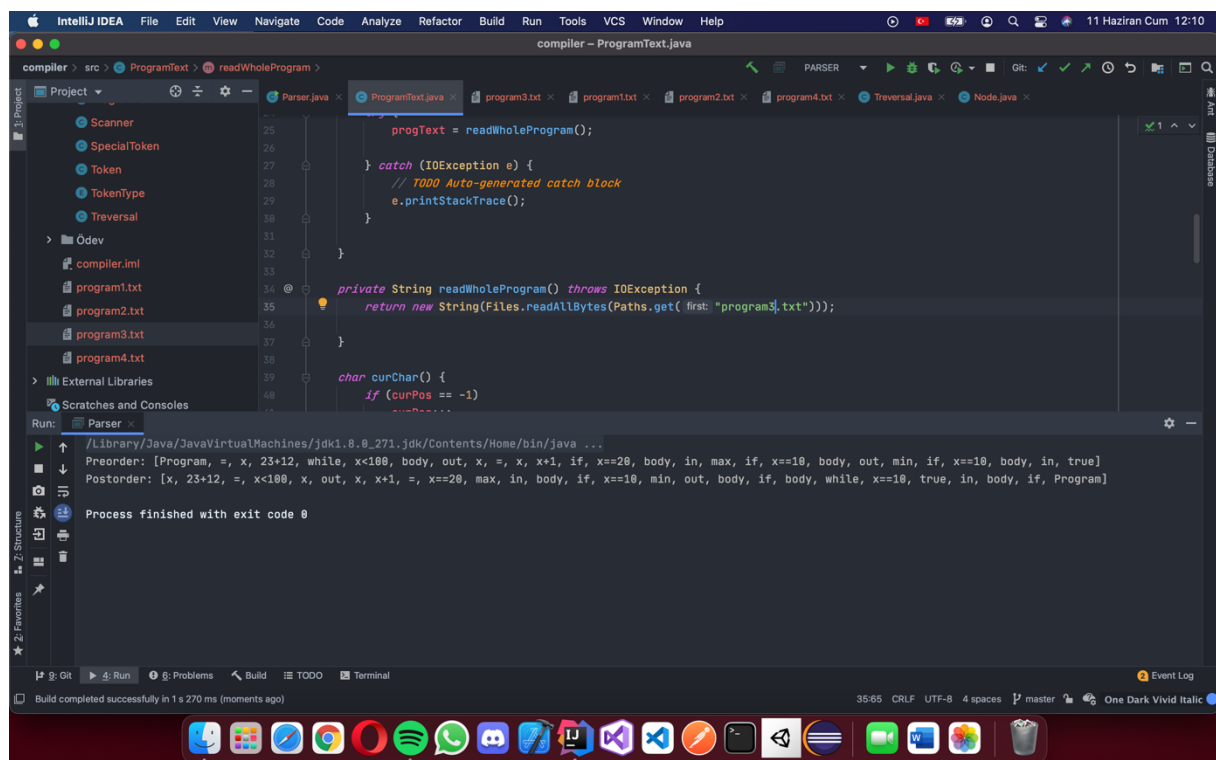 IntelliJ IDEA File Edit View Navigate Code Analyze Refactor Build Run Tools VCS Window Help 11 Haziran Cum 12:10
compiler – ProgramText.java
compiler > src > ProgramText > readWholeProgram > PARSER Git:
Project Parser.java ProgramText.java program3.txt program1.txt program2.txt program4.txt Treversal.java Node.java
1: Project
Ant
Database
Scanner
SpecialToken
Token
TokenType
Treversal
Ödev
compiler.iml
program1.txt
program2.txt
program3.txt
program4.txt
External Libraries
Scratches and Consoles
25 progText = readWholeProgram();
26
27 } catch (IOException e) {
28 // TODO Auto-generated catch block
29 e.printStackTrace();
30 }
31
32 }
33
34 @ private String readWholeProgram() throws IOException {
35 return new String(Files.readAllBytes(Paths.get( first: "program3.txt")));
36
37 }
38
39 char curChar() {
40 if (curPos == -1)
1
Run: Parser
/Library/Java/JavaVirtualMachines/jdk1.8.0_271.jdk/Contents/Home/bin/java ...
Preorder: [Program, =, x, 23+12, while, x<100, body, out, x, =, x, x+1, if, x==20, body, in, max, if, x==10, body, out, min, if, x==10, body, in, true]
Postorder: [x, 23+12, =, x<100, x, out, x, x+1, =, x==20, max, in, body, if, x==10, min, out, body, if, body, while, x==10, true, in, body, if, Program]
Process finished with exit code 0
Z: Structure
2: Favorites
9: Git 4: Run 6: Problems Build TODO Terminal 2 Event Log
Build completed successfully in 1 s 270 ms (moments ago) 35:65 CRLF UTF-8 4 spaces master One Dark Vivid Italic